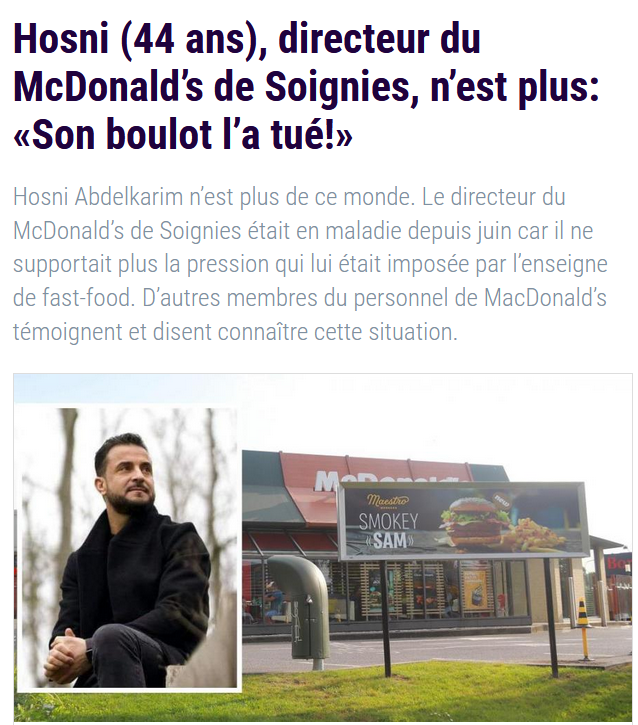 Hosni (44 ans), directeur du
McDonald’s de Soignies, n’est plus:
«Son boulot l’a tué!»
Hosni Abdelkarim n’est plus de ce monde. Le directeur du
McDonald’s de Soignies était en maladie depuis juin car il ne
supportait plus la pression qui lui était imposée par l’enseigne
de fast-food. D’autres membres du personnel de MacDonald’s
témoignent et disent connaître cette situation.
McDonald's
Maestro
SMOKEY
«SAM»